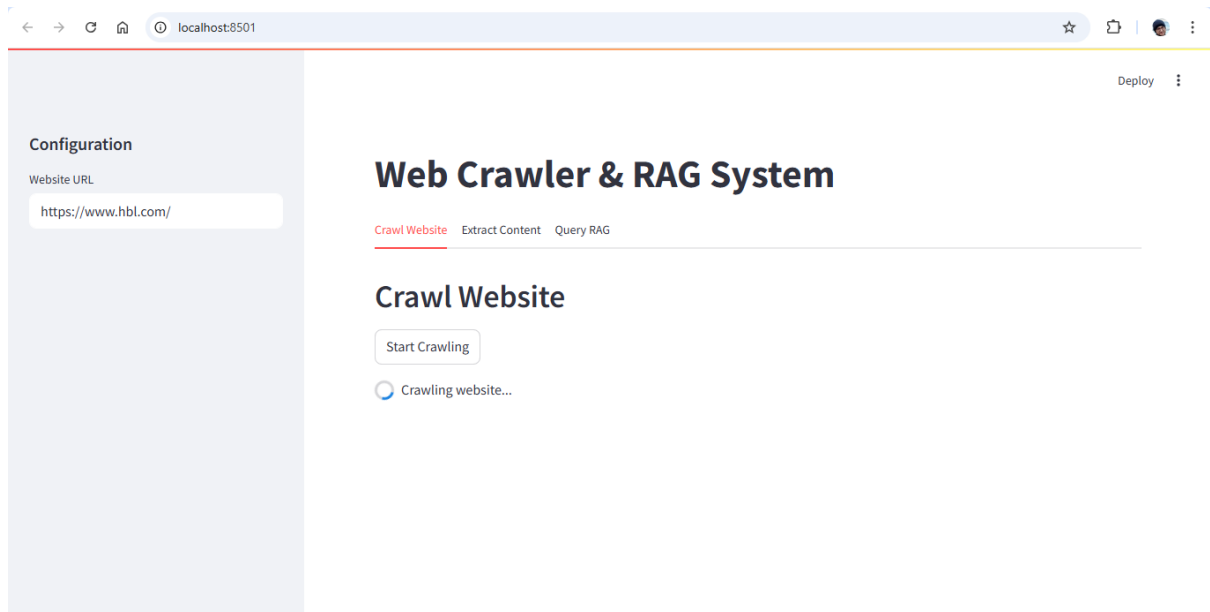 localhost:8501
Deploy
Configuration
Website URL
https://www.hbl.com/
Web Crawler & RAG System
Crawl Website Extract Content Query RAG
Crawl Website
Start Crawling
Crawling website...